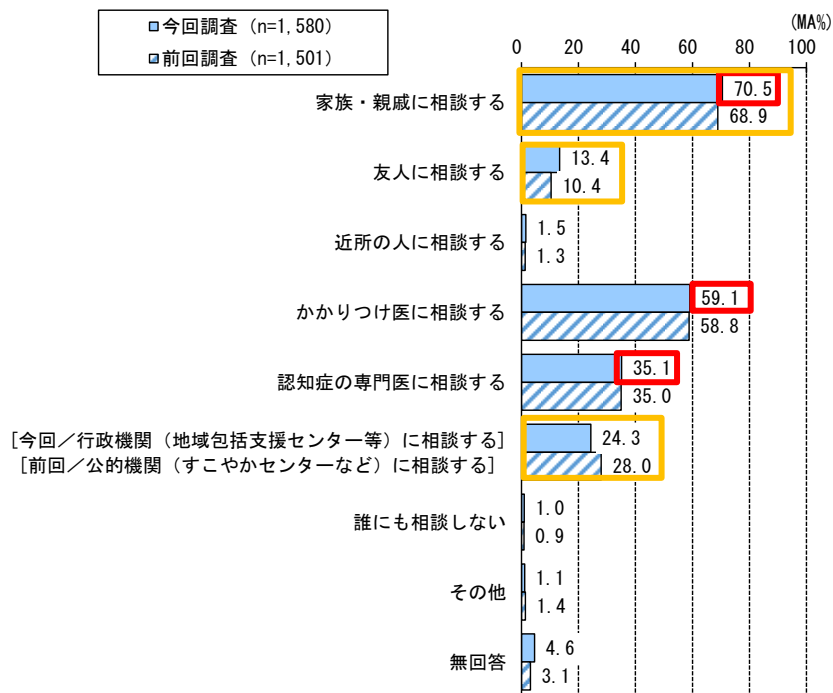 今回調査 (n=1,580)
前回調査 (n=1,501)
(MA%)
0 20 40 60 80 100
家族・親戚に相談する 70.5
68.9
友人に相談する 13.4
10.4
近所の人に相談する 1.5
1.3
かかりつけ医に相談する 59.1
58.8
認知症の専門医に相談する 35.1
35.0
[今回／行政機関（地域包括支援センター等）に相談する] 24.3
[前回／公的機関（すこやかセンターなど）に相談する] 28.0
誰にも相談しない 1.0
0.9
その他 1.1
1.4
無回答 4.6
3.1